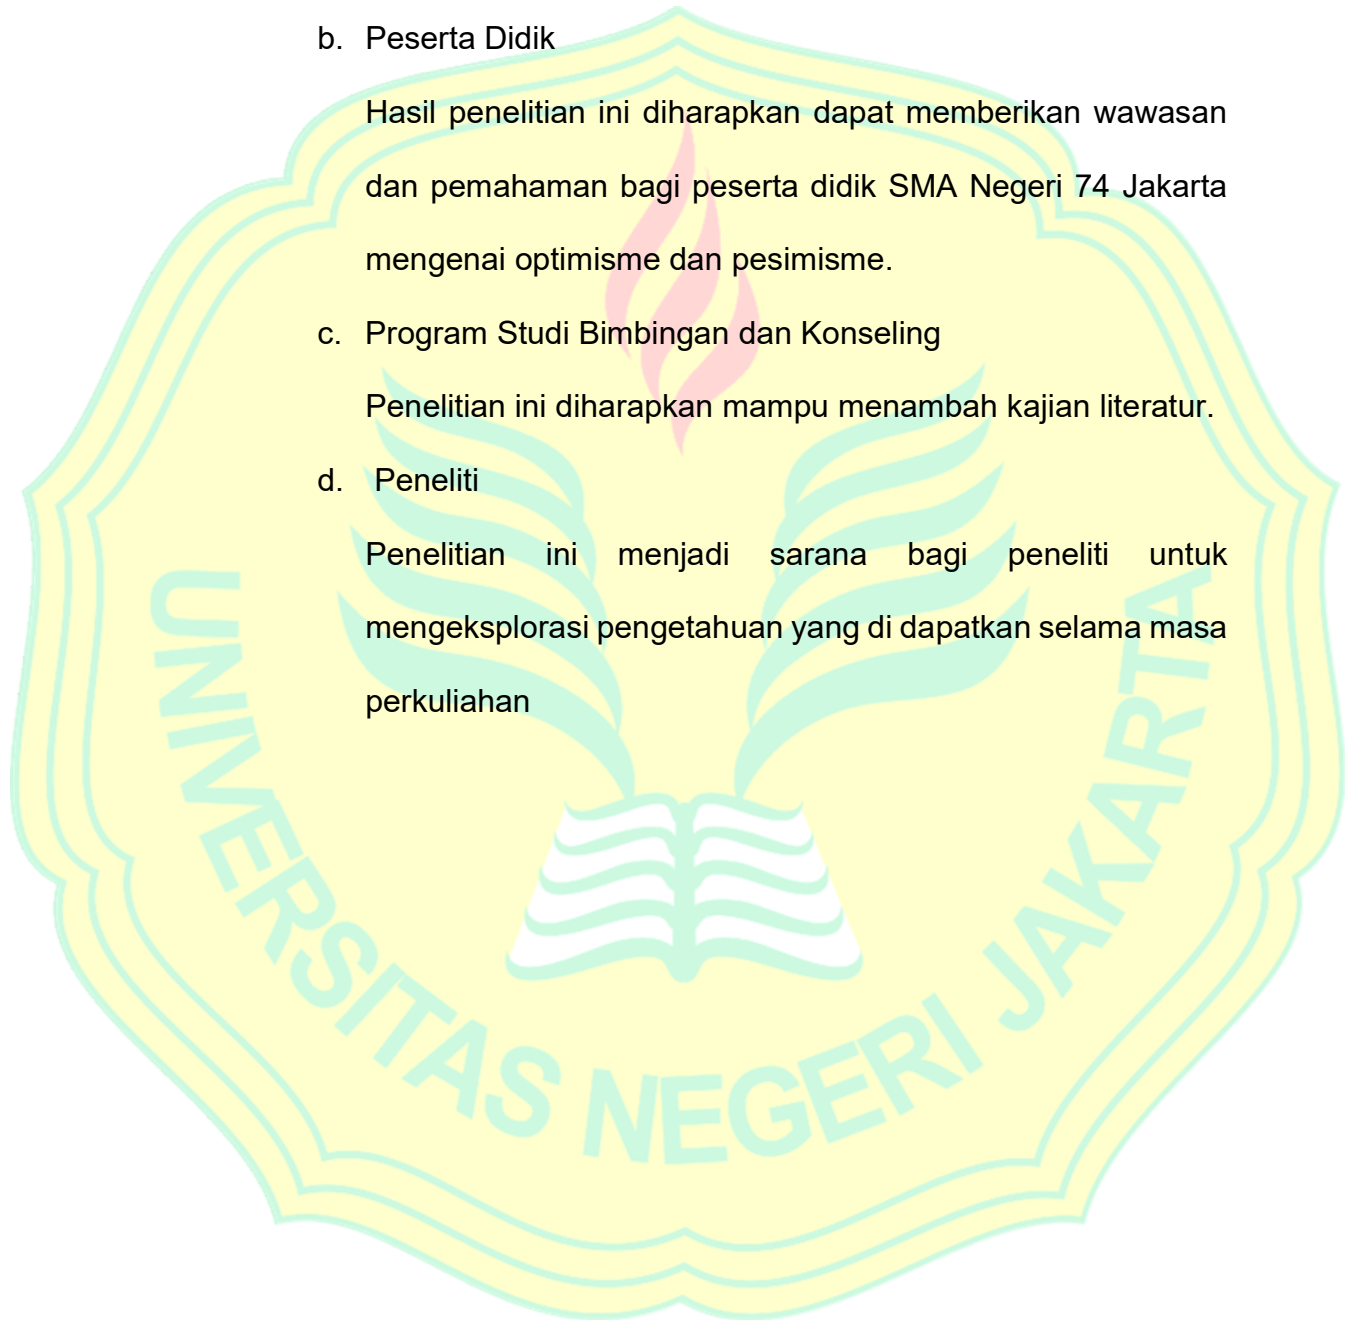 b. Peserta Didik
Hasil penelitian ini diharapkan dapat memberikan wawasan
dan pemahaman bagi peserta didik SMA Negeri 74 Jakarta
mengenai optimisme dan pesimisme.
c. Program Studi Bimbingan dan Konseling
Penelitian ini diharapkan mampu menambah kajian literatur.
d. Peneliti
Penelitian ini menjadi sarana bagi peneliti untuk
mengeksplorasi pengetahuan yang di dapatkan selama masa
perkuliahan
UNIVERSITAS NEGERI JAKARTA